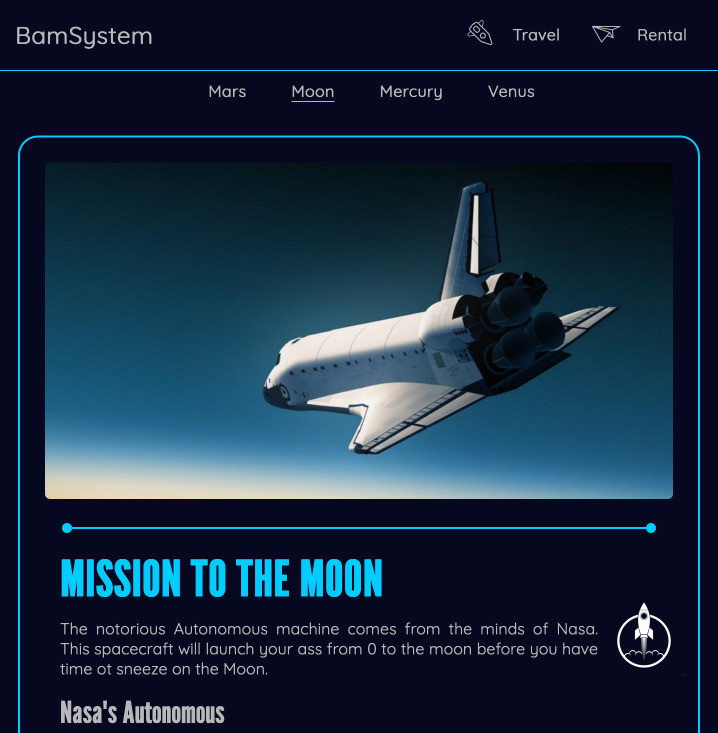 BamSystem
Travel
Rental
Mars
Moon
Mercury
Venus
MISSION TO THE MOON
The notorious Autonomous machine comes from the minds of Nasa.
This spacecraft will launch your ass from 0 to the moon before you have
time ot sneeze on the Moon.
Nasa's Autonomous